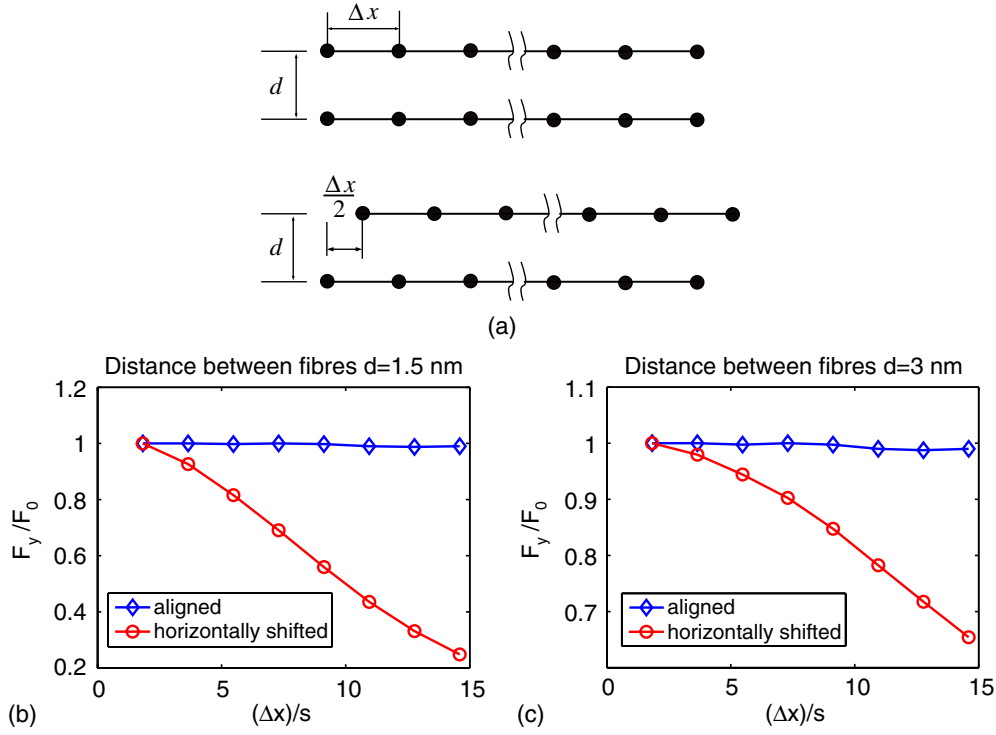 Δx
d
Δx
2
d
(a)
Distance between fibres d=1.5 nm
1.2
1
0.8
0.6
0.4
0.2
F_y/F_0
aligned
horizontally shifted
0 5 10 15
(Δx)/s
(b)
Distance between fibres d=3 nm
1.1
1
0.9
0.8
0.7
0.6
F_y/F_0
aligned
horizontally shifted
0 5 10 15
(Δx)/s
(c)